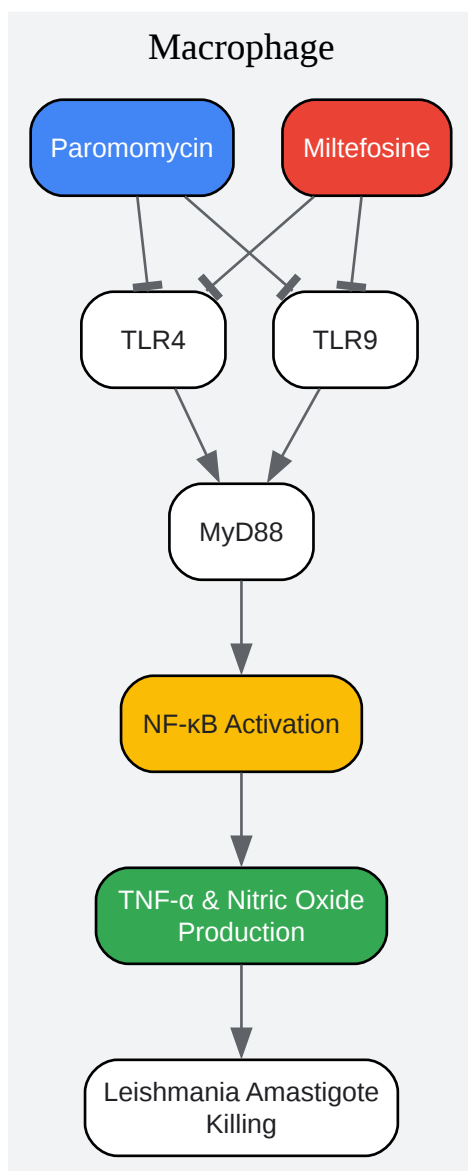 Macrophage
Paromomycin
Miltefosine
TLR4
TLR9
MyD88
NF-κB Activation
TNF-α & Nitric Oxide
Production
Leishmania Amastigote
Killing